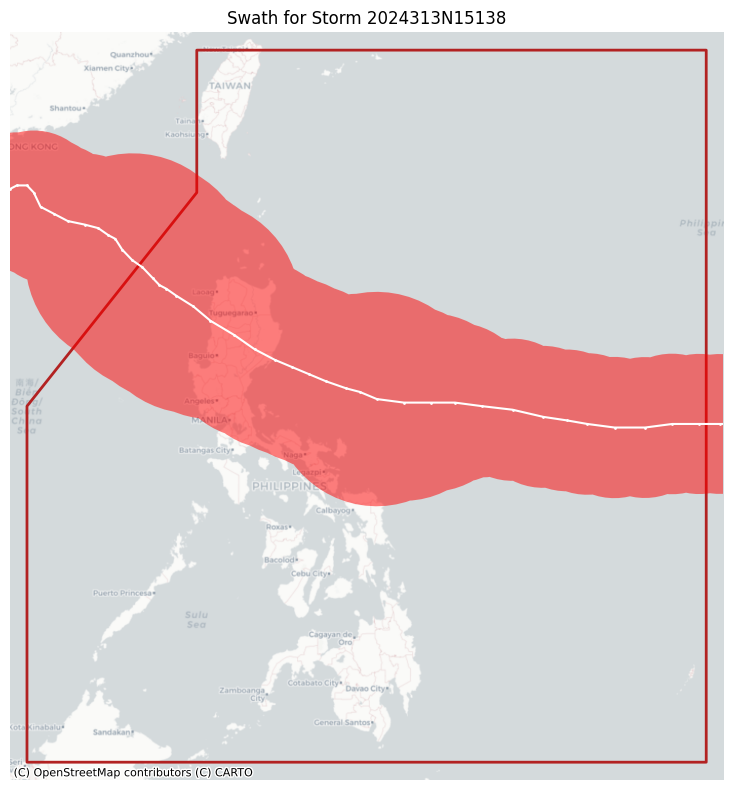 Swath for Storm 2024313N15138
Quanzhou
Xiamen City
TAIWAN
Shantou
Tainan
Kaohsiung
ONG KONG
Philippin
Sea
Laoag
Tuguegarao
Baguio
南海/
Biển
Đông/
South
China
Sea
Angeles
MANILA
Batangas City
Naga
Legazpi
PHILIPPINES
Calbayog
Roxas
Bacolod
Cebu City
Puerto Princesa
Sulu
Sea
Cagayan de
Oro
Cotabato City
Davao City
Zamboanga
City
General Santos
Kota Kinabalu
Sandakan
(C) OpenStreetMap contributors (C) CARTO